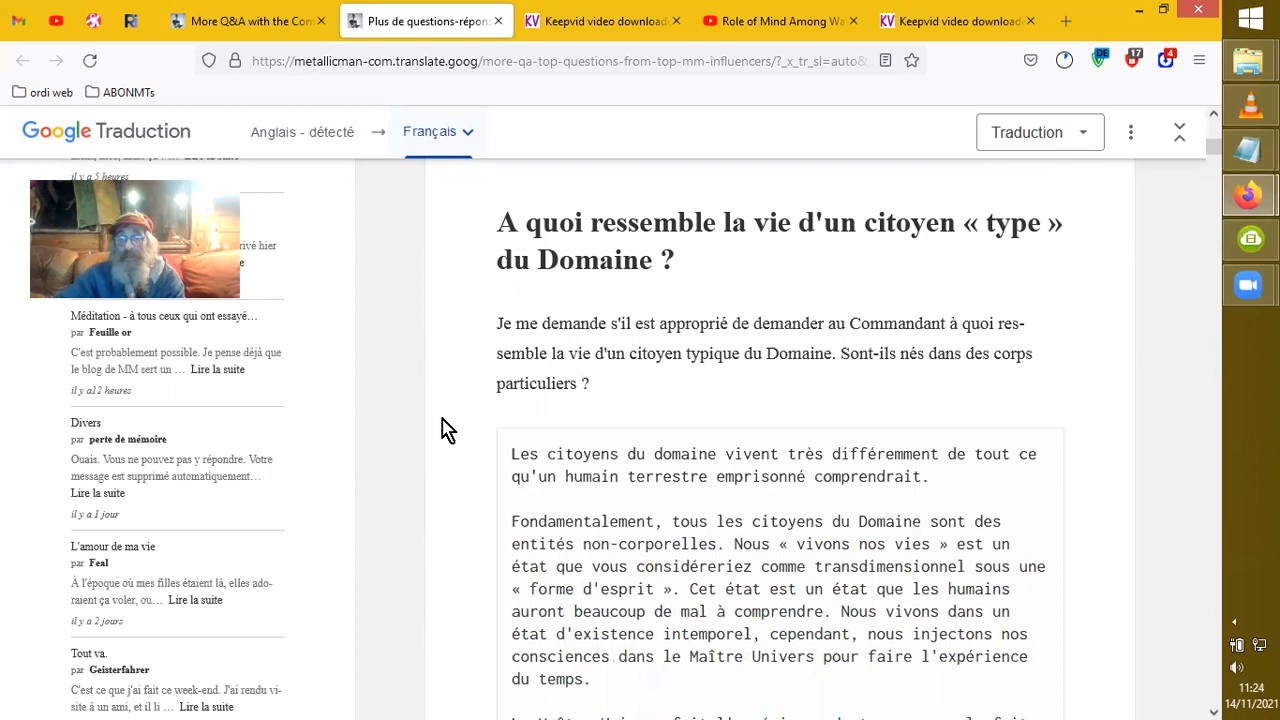 More Q&A with the Com
Plus de questions-répons
Keepvid video download
Role of Mind Among Wa
Keepvid video download
https://metallicman-com.translate.goog/more-qanda-questions-from-top-mm-influencers/?_x_tr_sl=auto&
DE
17
4
ordi web
ABONMTs
Google Traduction
Anglais - détecté
Français
Traduction
Lire la suite
il y a 5 heures
rivé hier
e
Méditation - à tous ceux qui ont essayé…
par Feuille or
C'est probablement possible. Je pense déjà que
le blog de MM sert un … Lire la suite
il y a12 heures
Divers
par perte de mémoire
Ouais. Vous ne pouvez pas y répondre. Votre
message est supprimé automatiquement…
Lire la suite
il y a 1 jour
L'amour de ma vie
par Feal
À l'époque où mes filles étaient là, elles ado-
raient ça voler, ou… Lire la suite
il y a 2 jours
Tout va.
par Geisterfahrer
C'est ce que j'ai fait ce week-end. J'ai rendu vi-
site à un ami, et il li … Lire la suite
A quoi ressemble la vie d'un citoyen « type »
du Domaine ?
Je me demande s'il est approprié de demander au Commandant à quoi res-
semble la vie d'un citoyen typique du Domaine. Sont-ils nés dans des corps
particuliers ?
Les citoyens du domaine vivent très différemment de tout ce
qu'un humain terrestre emprisonné comprendrait.
Fondamentalement, tous les citoyens du Domaine sont des
entités non-corporelles. Nous « vivons nos vies » est un
état que vous considéreriez comme transdimensionnel sous une
« forme d'esprit ». Cet état est un état que les humains
auront beaucoup de mal à comprendre. Nous vivons dans un
état d'existence intemporel, cependant, nous injectons nos
consciences dans le Maître Univers pour faire l'expérience
du temps.
11:24
14/11/2021